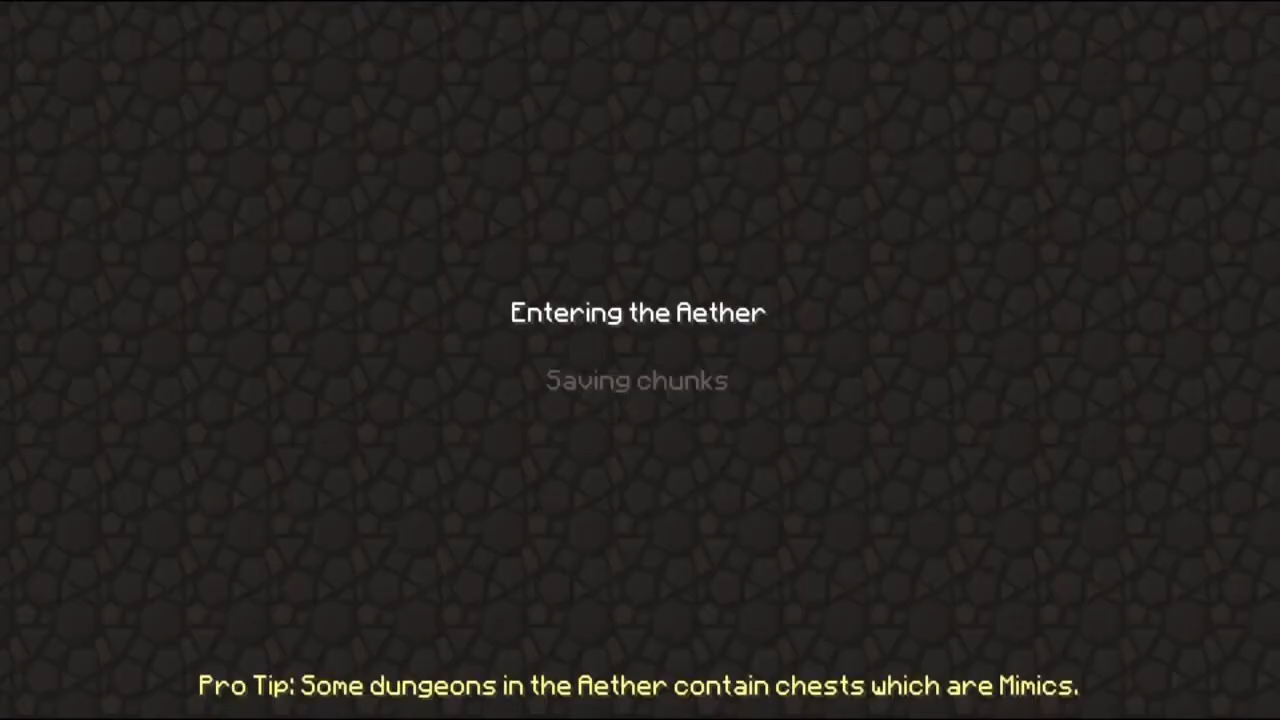 Entering the Aether
Saving chunks
Pro Tip: Some dungeons in the Aether contain chests which are Mimics.